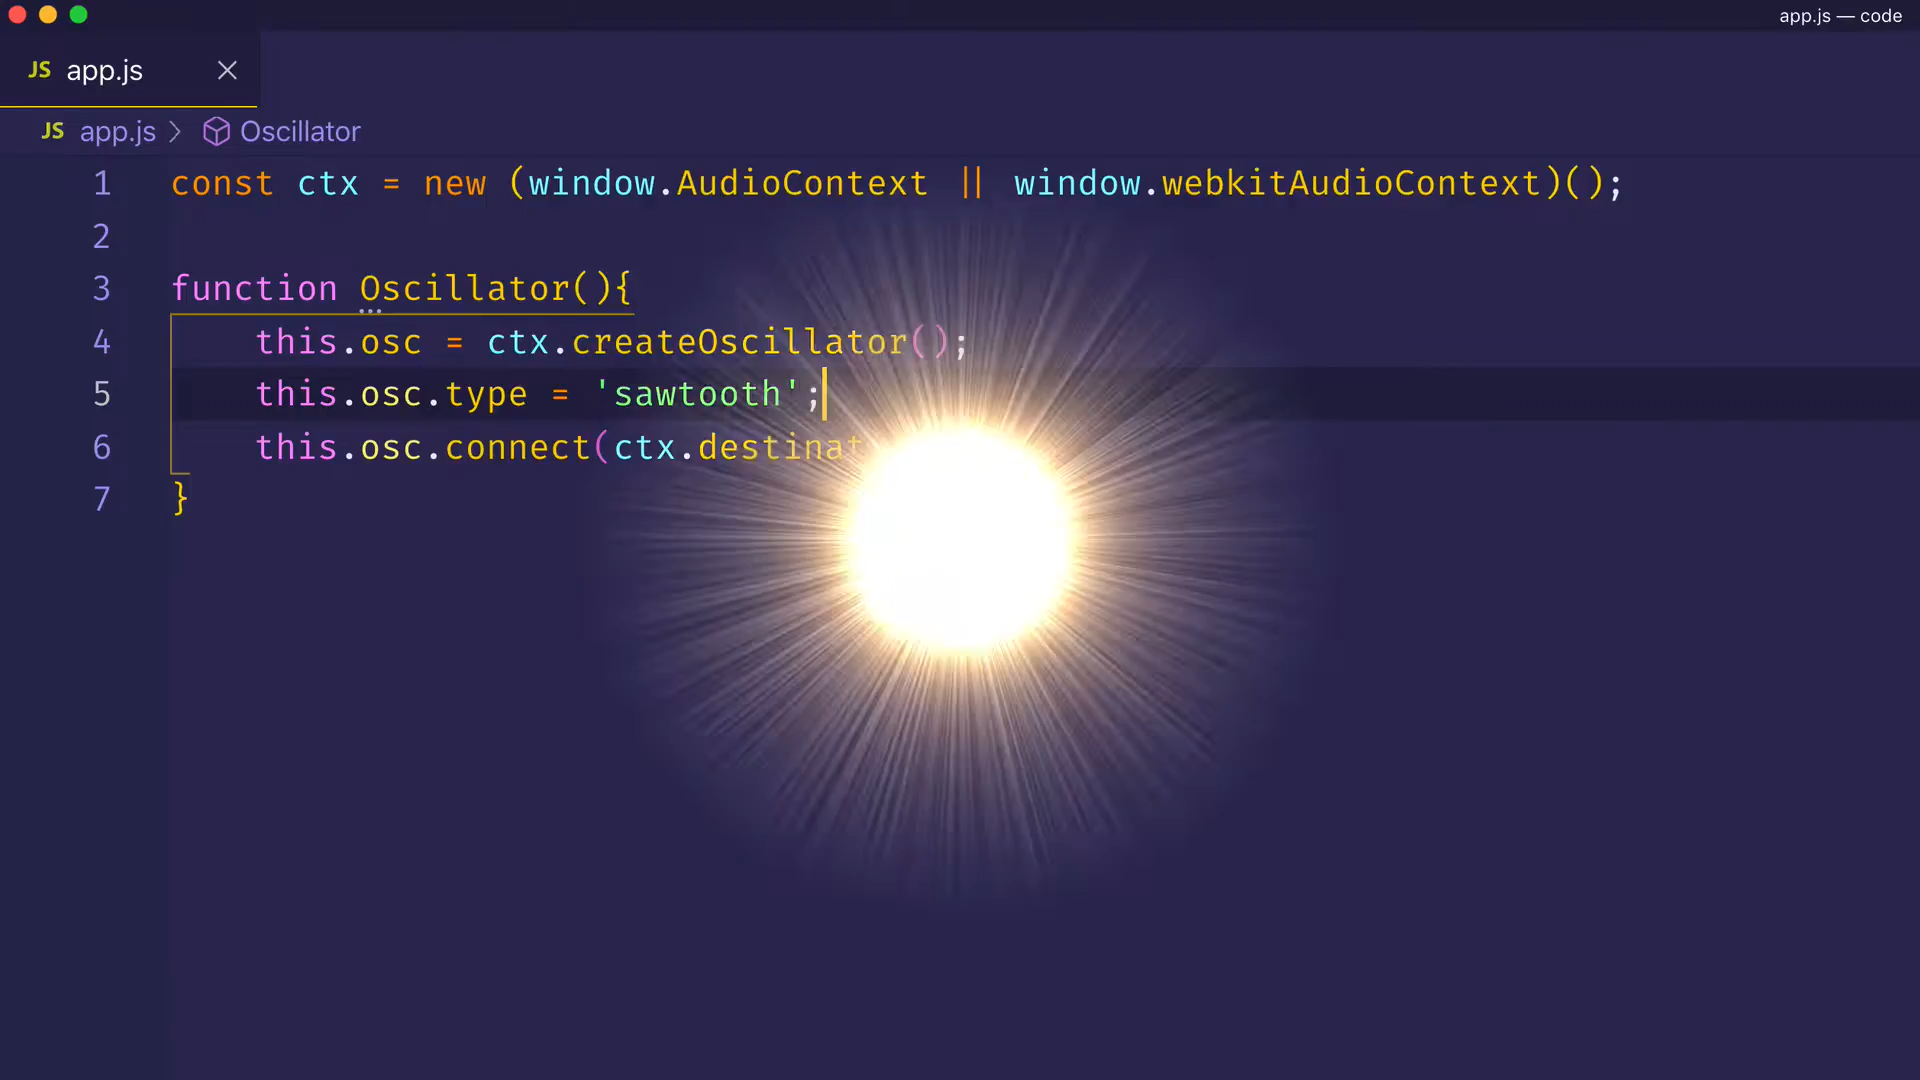 app.js — code
JS app.js
JS app.js > Oscillator
1 const ctx = new (window.AudioContext || window.webkitAudioContext)();
2
3 function Oscillator(){
4 this.osc = ctx.createOscillator();
5 this.osc.type = 'sawtooth';
6 this.osc.connect(ctx.destinat
7 }